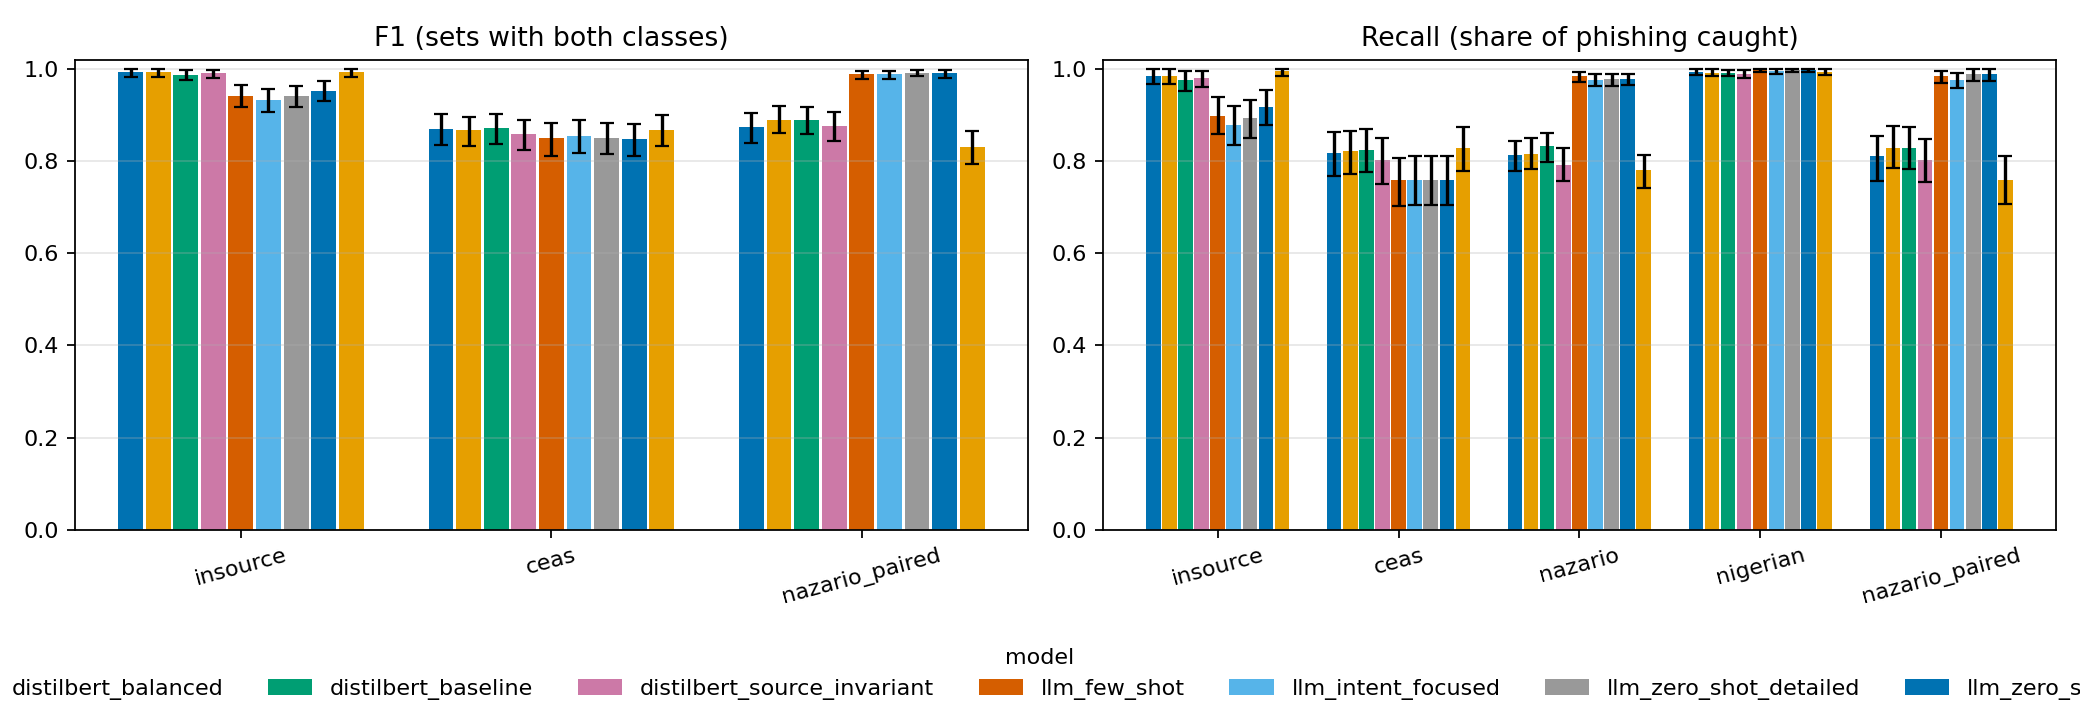 F1 (sets with both classes)
Recall (share of phishing caught)
1.0
0.8
0.6
0.4
0.2
0.0
insource
ceas
nazario_paired
1.0
0.8
0.6
0.4
0.2
0.0
insource
ceas
nazario
nigerian
nazario_paired
model
distilbert_balanced distilbert_baseline distilbert_source_invariant llm_few_shot llm_intent_focused llm_zero_shot_detailed llm_zero_s